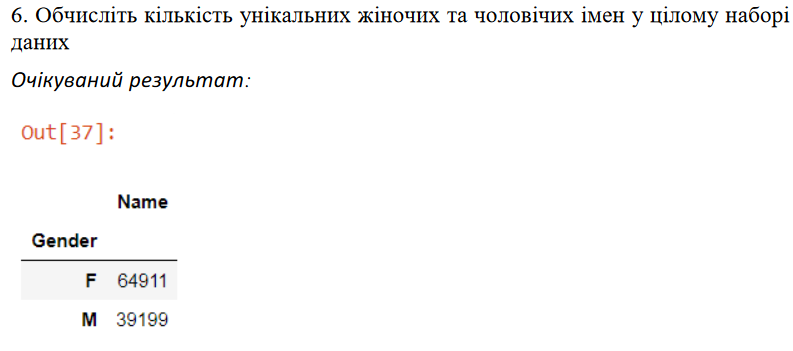 6. Обчисліть кількість унікальних жіночих та чоловічих імен у цілому наборі
даних
Очікуваний результат:
Out[37]:
Name
Gender
F 64911
M 39199